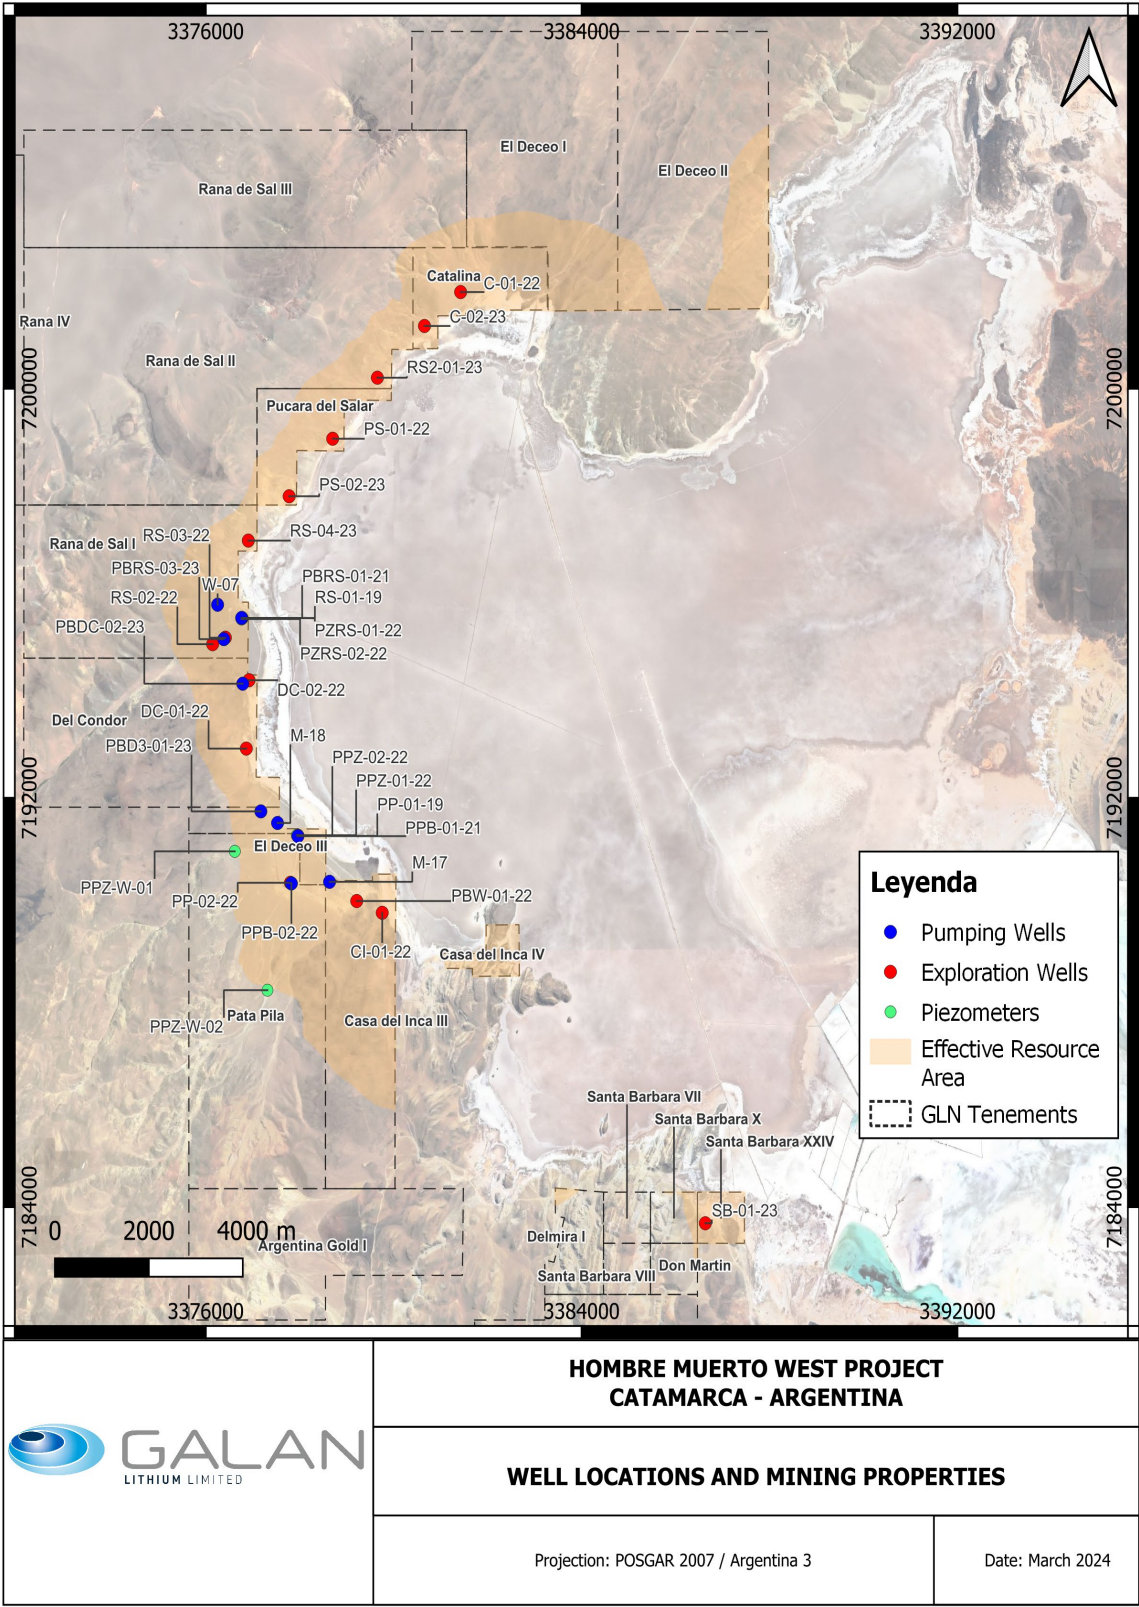 3376000
3384000
3392000
El Deceo I
El Deceo II
Rana de Sal III
Catalina
C-01-22
C-02-23
Rana IV
Rana de Sal II
RS2-01-23
7200000
7200000
Pucara del Salar
PS-01-22
PS-02-23
RS-04-23
RS-03-22
Rana de Sal I
PBRS-03-23
W-07
PBRS-01-21
RS-02-22
RS-01-19
PBDC-02-23
PZRS-01-22
PZRS-02-22
DC-02-22
DC-01-22
Del Condor
M-18
PBD3-01-23
PPZ-02-22
PPZ-01-22
7192000
7192000
PP-01-19
PPB-01-21
El Deceo III
M-17
PPZ-W-01
PP-02-22
PBW-01-22
PPB-02-22
CI-01-22
Casa del Inca IV
Pata Pila
PPZ-W-02
Casa del Inca III
Leyenda
Pumping Wells
Exploration Wells
Piezometers
Effective Resource
Area
GLN Tenements
Santa Barbara VII
Santa Barbara X
Santa Barbara XXIV
7184000
7184000
SB-01-23
0 2000 4000 m
Argentina Gold I
Delmira I
Don Martin
Santa Barbara VIII
3376000
3384000
3392000
HOMBRE MUERTO WEST PROJECT
CATAMARCA - ARGENTINA
GALAN
LITHIUM LIMITED
WELL LOCATIONS AND MINING PROPERTIES
Projection: POSGAR 2007 / Argentina 3
Date: March 2024